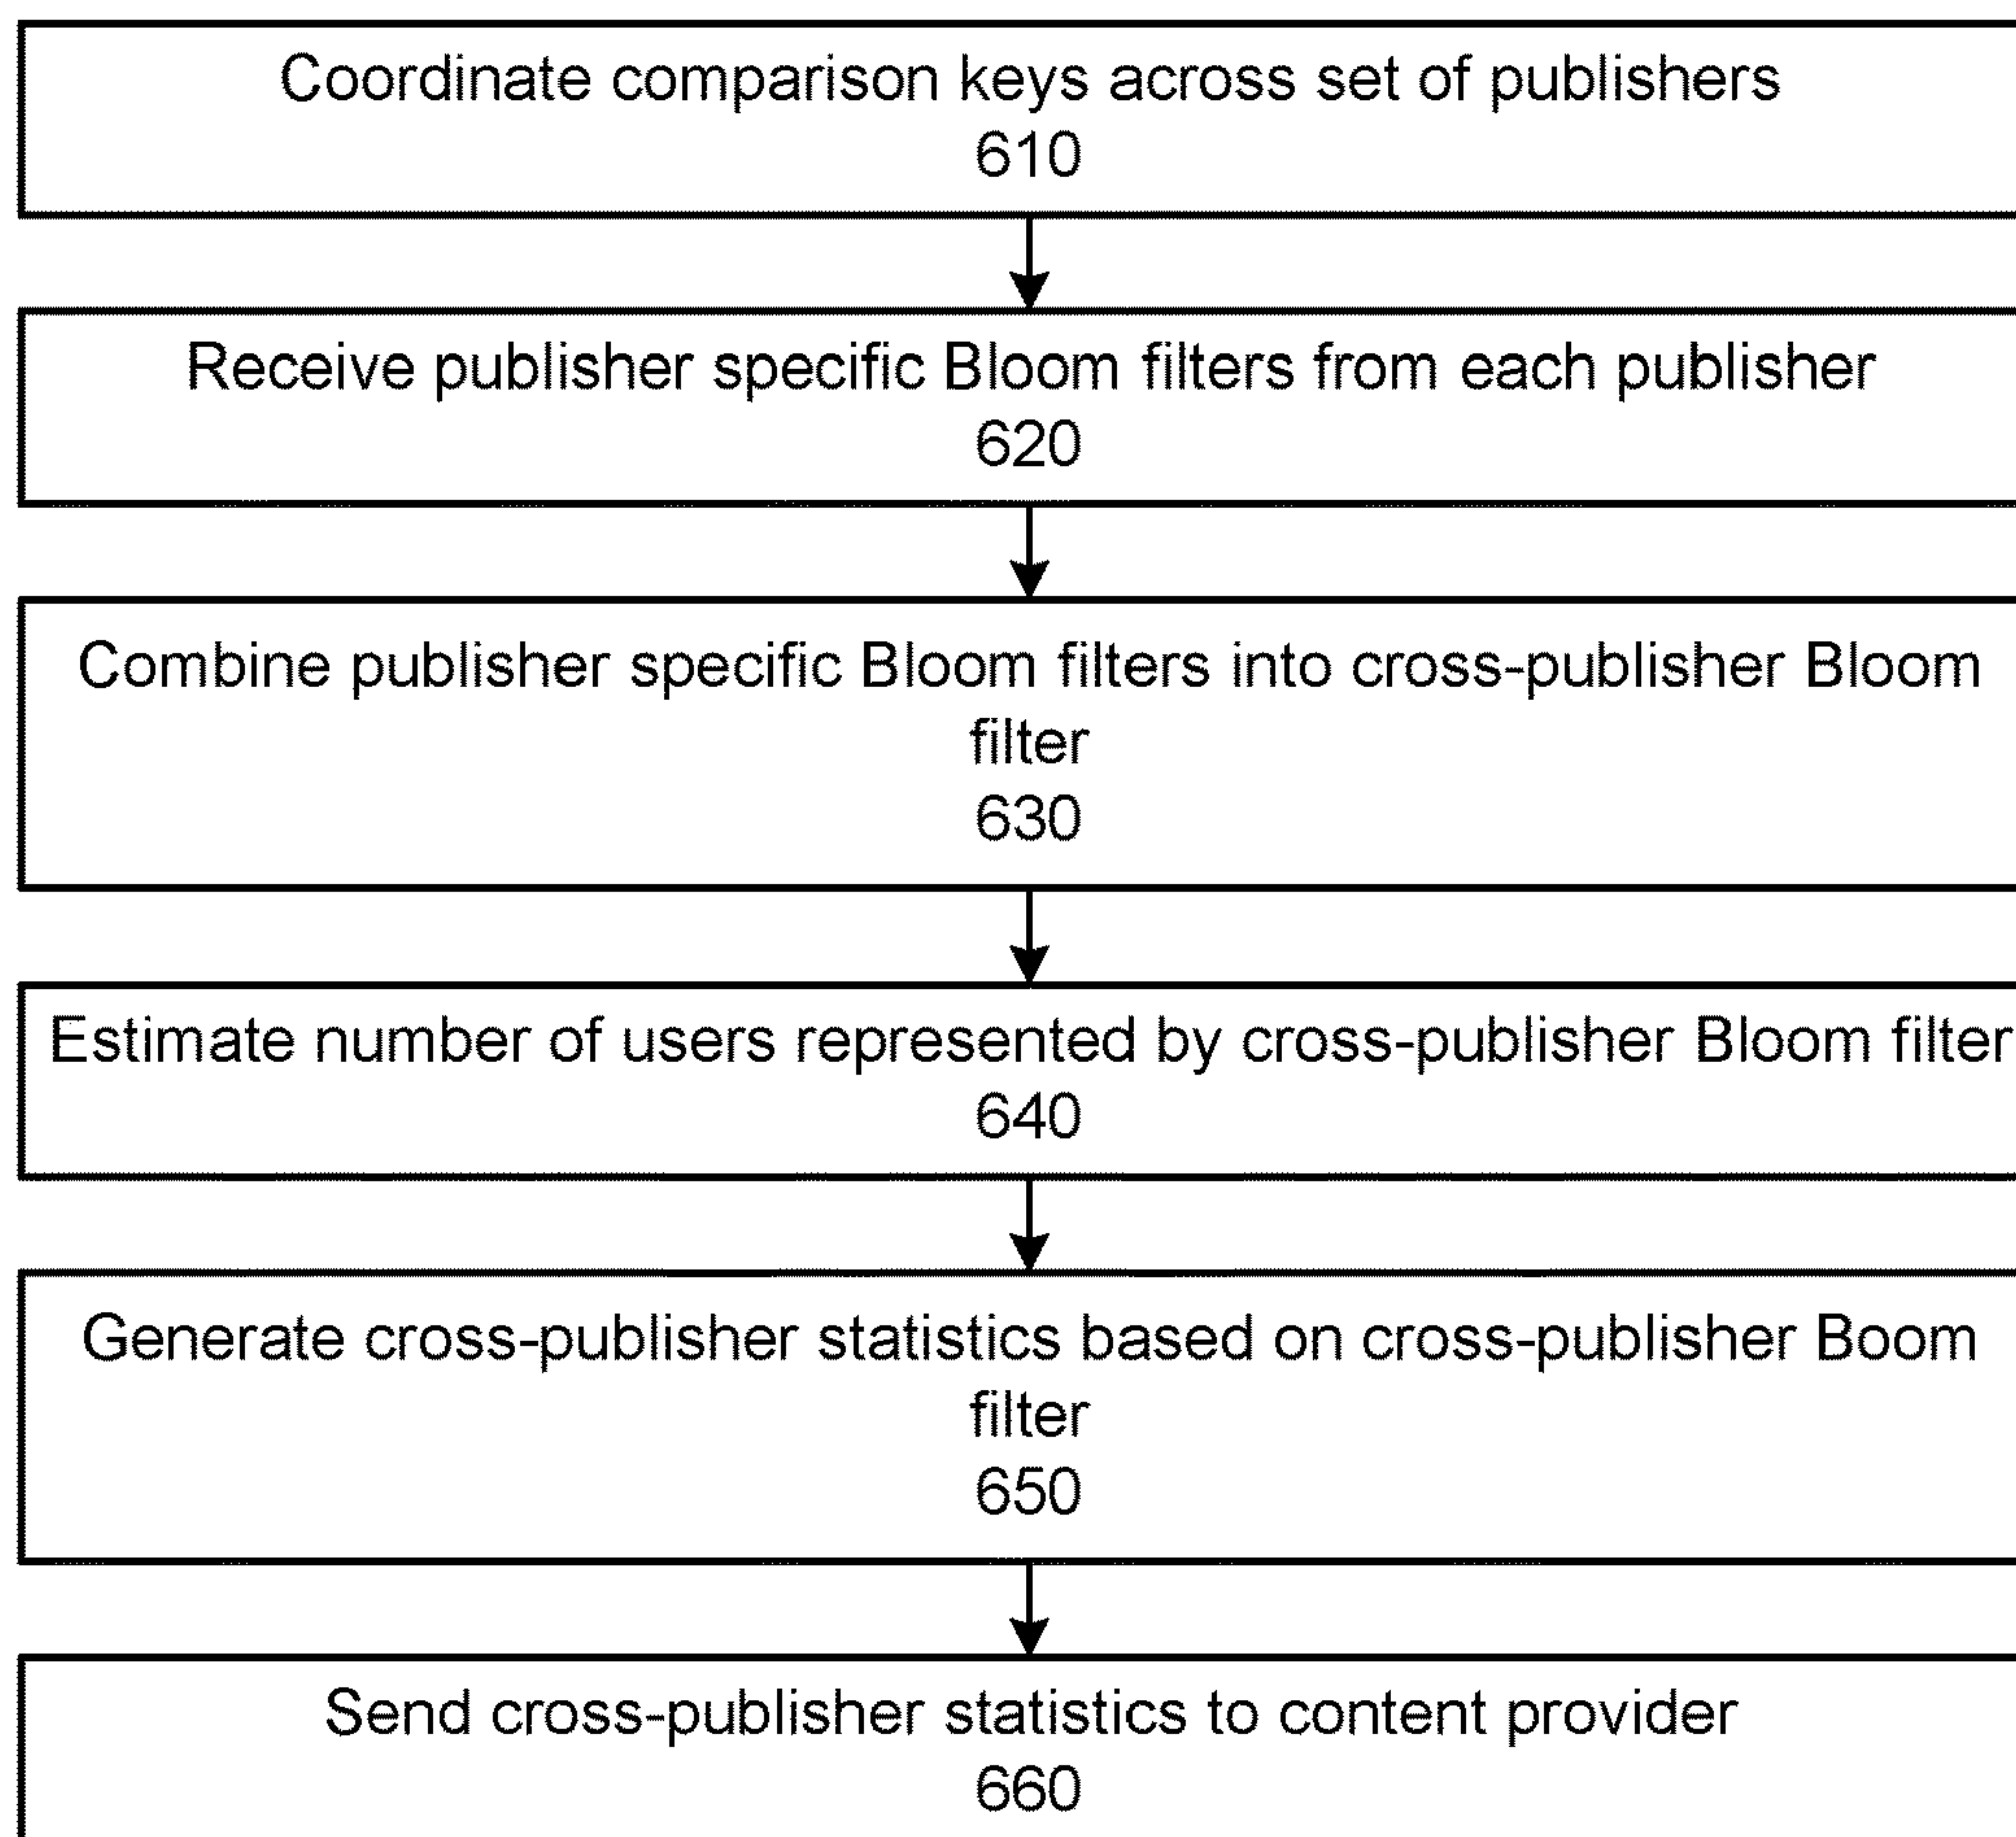 Coordinate comparison keys across set of publishers
610
Receive publisher specific Bloom filters from each publisher
620
Combine publisher specific Bloom filters into cross-publisher Bloom
filter
630
Estimate number of users represented by cross-publisher Bloom filter
640
Generate cross-publisher statistics based on cross-publisher Boom
filter
650
Send cross-publisher statistics to content provider
660